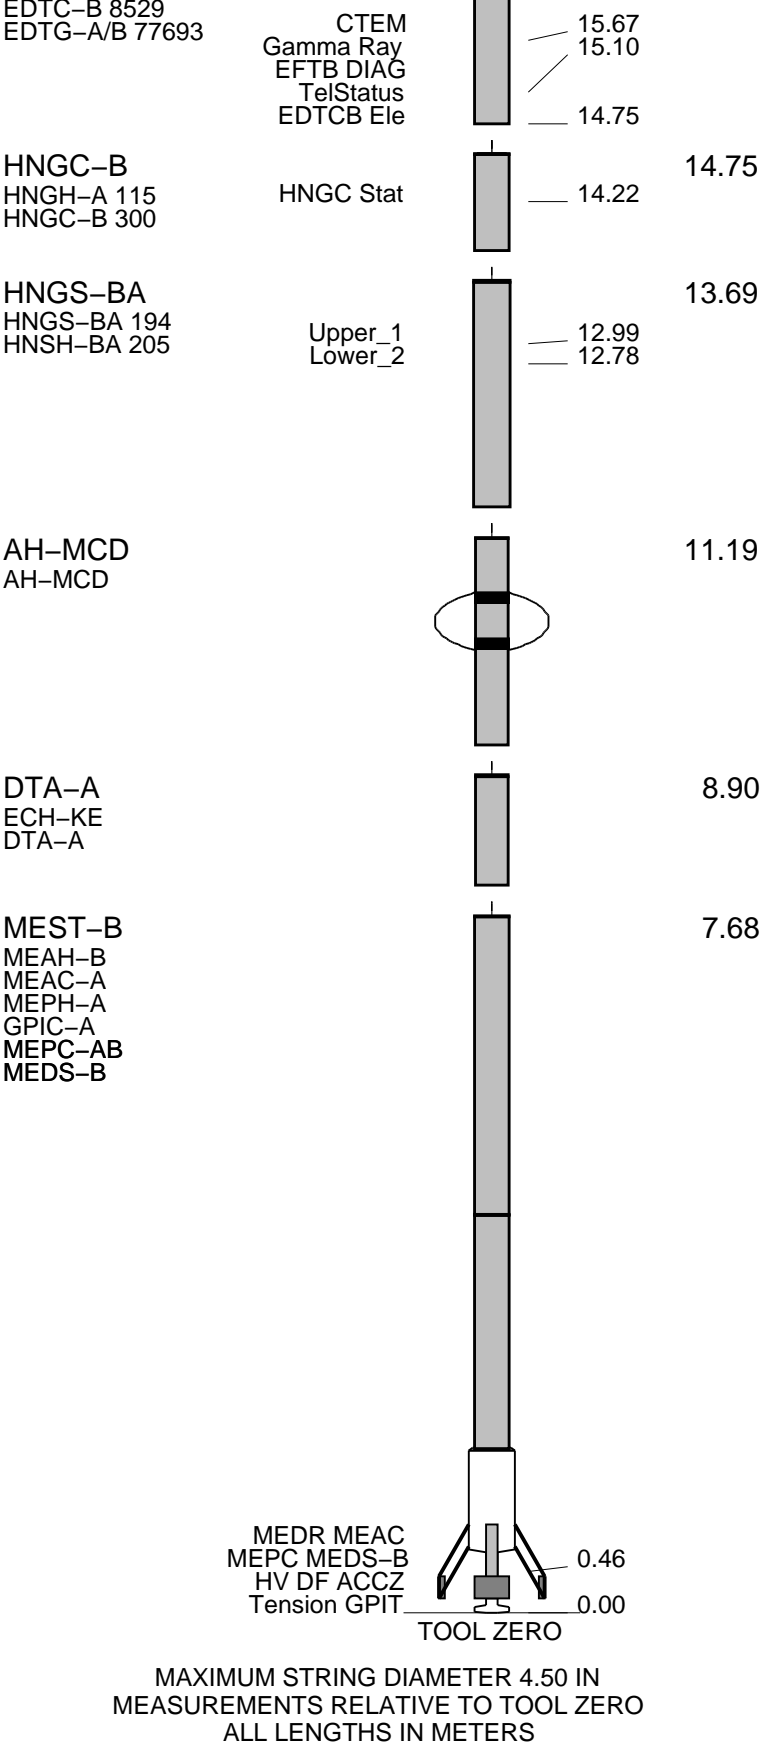 EDTC–B 8529
EDTG–A/B 77693
CTEM 15.67
Gamma Ray 15.10
EFTB DIAG
TelStatus
EDTCB Ele 14.75
HNGC–B 14.75
HNGH–A 115
HNGC–B 300
HNGC Stat 14.22
HNGS–BA 13.69
HNGS–BA 194
HNSH–BA 205
Upper_1 12.99
Lower_2 12.78
AH–MCD 11.19
AH–MCD
DTA–A 8.90
ECH–KE
DTA–A
MEST–B 7.68
MEAH–B
MEAC–A
MEPH–A
GPIC–A
MEPC–AB
MEDS–B
MEDR MEAC
MEPC MEDS–B 0.46
HV DF ACCZ
Tension GPIT 0.00
TOOL ZERO
MAXIMUM STRING DIAMETER 4.50 IN
MEASUREMENTS RELATIVE TO TOOL ZERO
ALL LENGTHS IN METERS